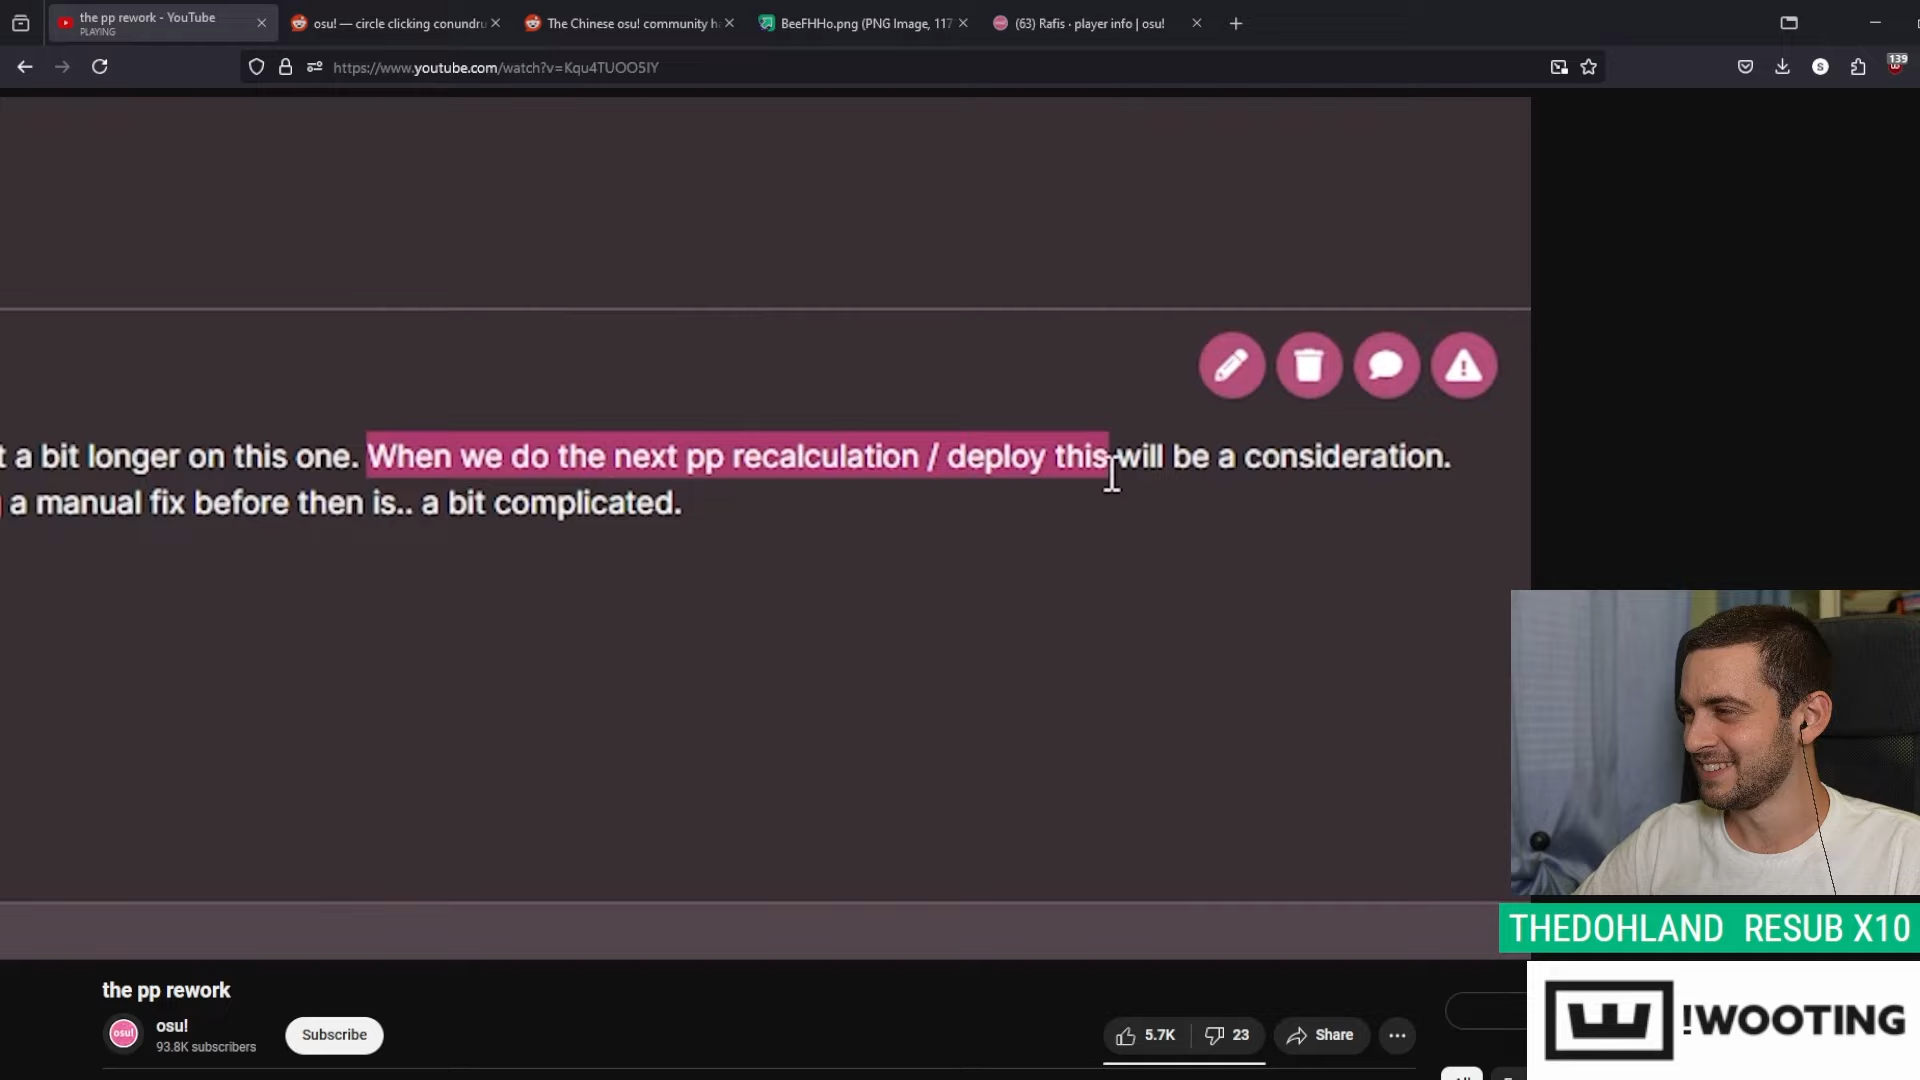 the pp rework - YouTube
PLAYING
osu! — circle clicking conundru
The Chinese osu! community h
BeeFHHo.png (PNG Image, 117
(63) Rafis · player info | osu!
https://www.youtube.com/watch?v=Kqu4TUOO5IY
S
139
t a bit longer on this one. When we do the next pp recalculation / deploy this will be a consideration.
a manual fix before then is.. a bit complicated.
THEDOHLAND RESUB X10
the pp rework
osu!
osu!
93.8K subscribers
Subscribe
5.7K
23
Share
!WOOTING